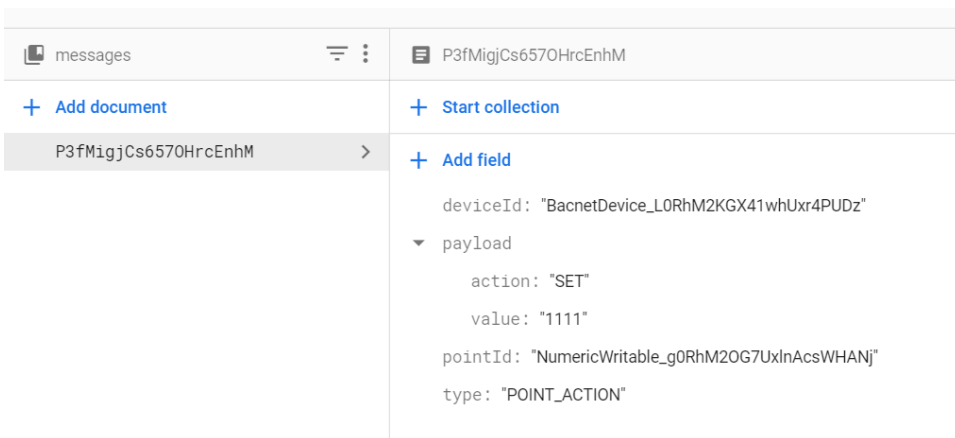 messages
P3fMigjCs657OHrcEnhM
Add document
Start collection
P3fMigjCs657OHrcEnhM
Add field
deviceId: "BacnetDevice_L0RhM2KGX41whUxr4PUDz"
payload
action: "SET"
value: "1111"
pointId: "NumericWritable_g0RhM2OG7UxlnAcsWHANj"
type: "POINT_ACTION"